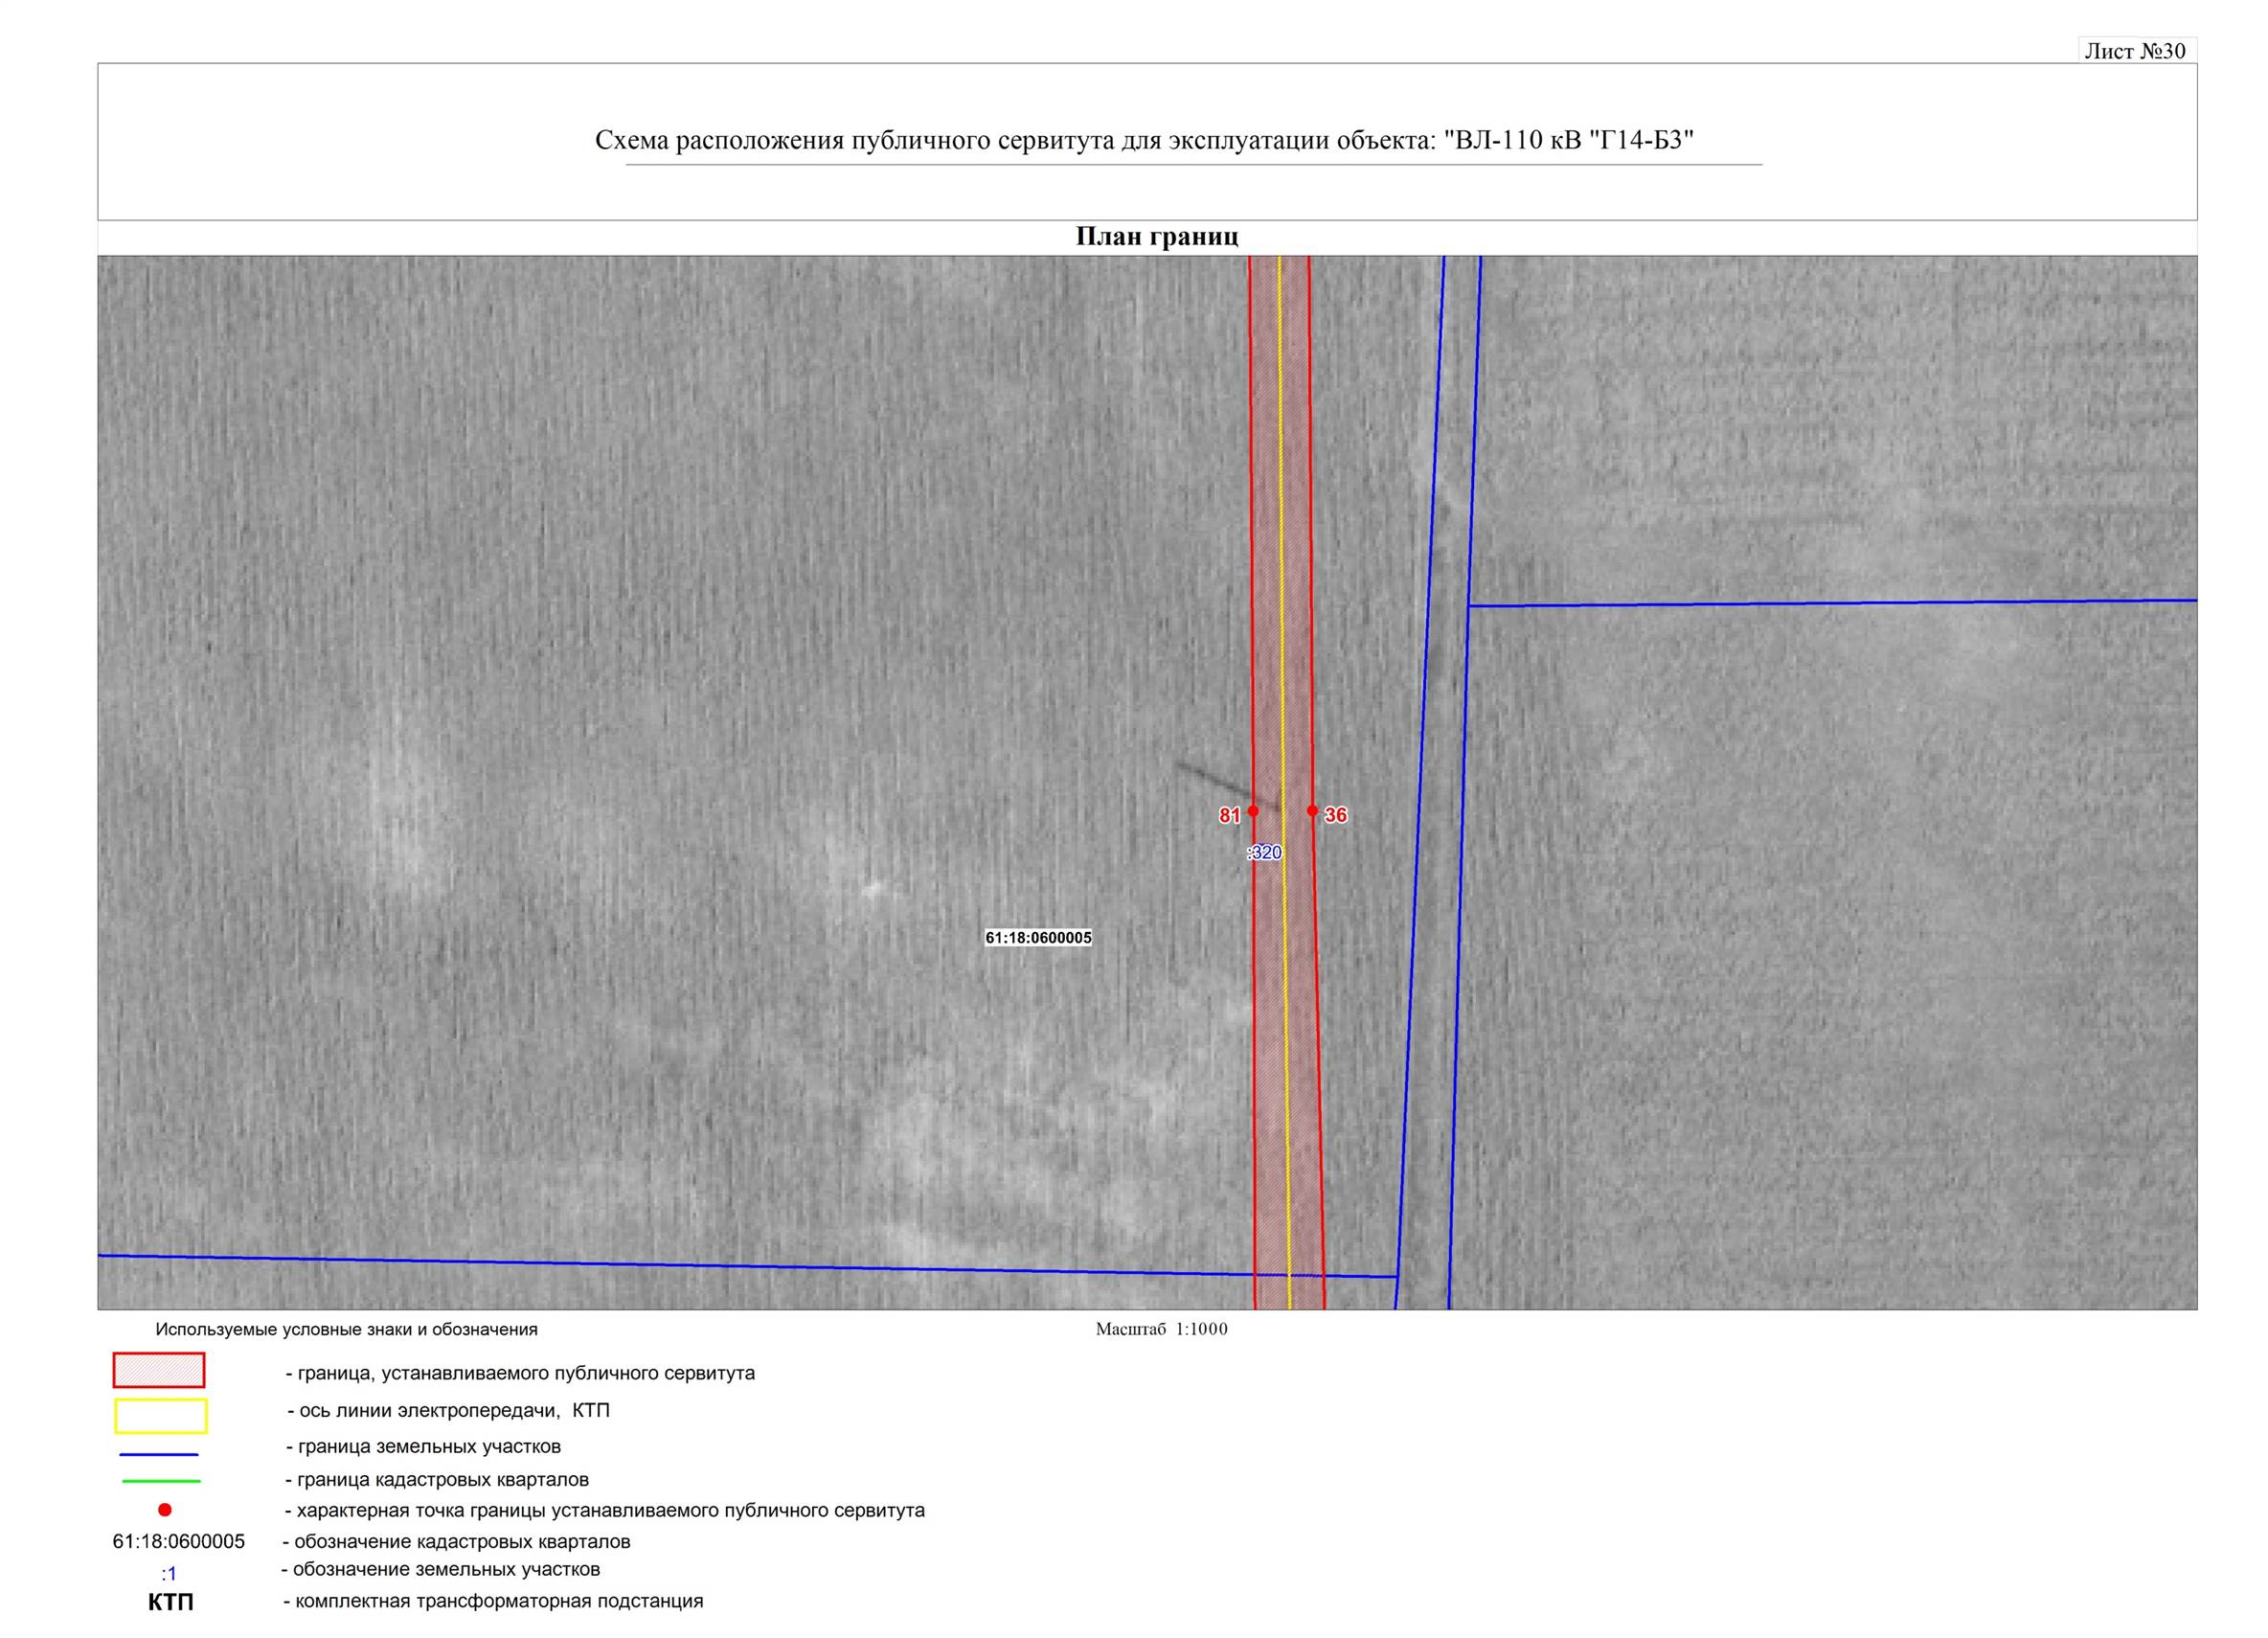 Лист №30
Схема расположения публичного сервитута для эксплуатации объекта: "ВЛ-110 кВ "Г14-Б3"
План границ
81
36
:320
61:18:0600005
Используемые условные знаки и обозначения
Масштаб 1:1000
- граница, устанавливаемого публичного сервитута
- ось линии электропередачи, КТП
- граница земельных участков
- граница кадастровых кварталов
- характерная точка границы устанавливаемого публичного сервитута
61:18:0600005 - обозначение кадастровых кварталов
:1 - обозначение земельных участков
КТП - комплектная трансформаторная подстанция